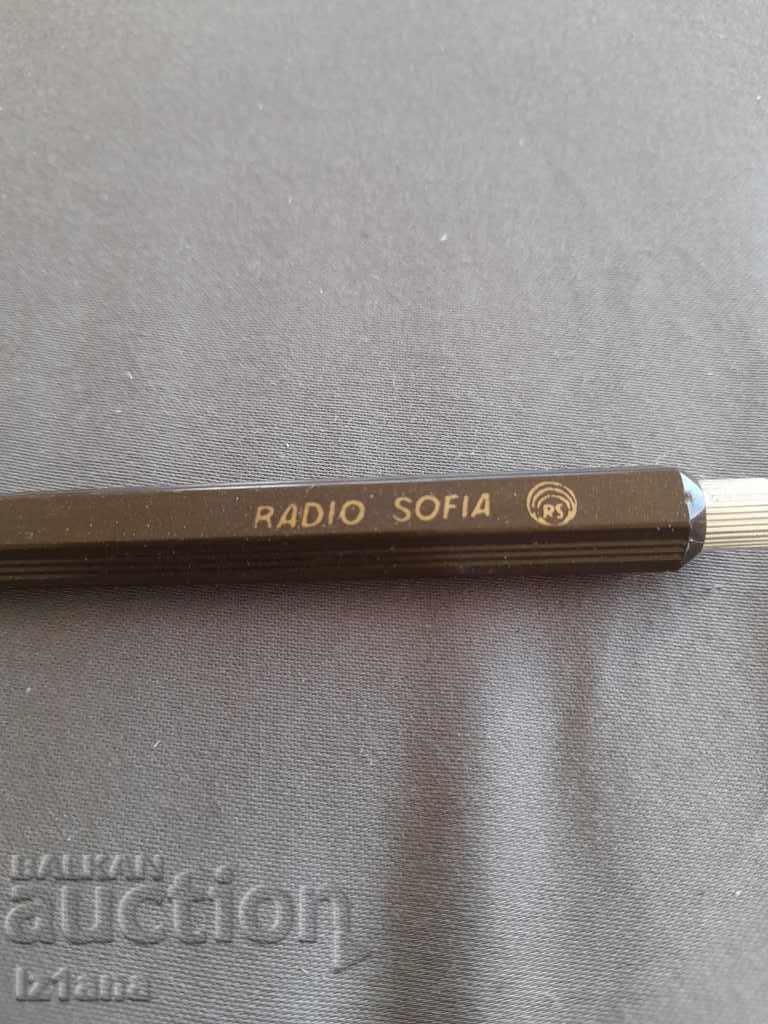 RADIO SOFIA RS
BALKAN
auction
iz1ana